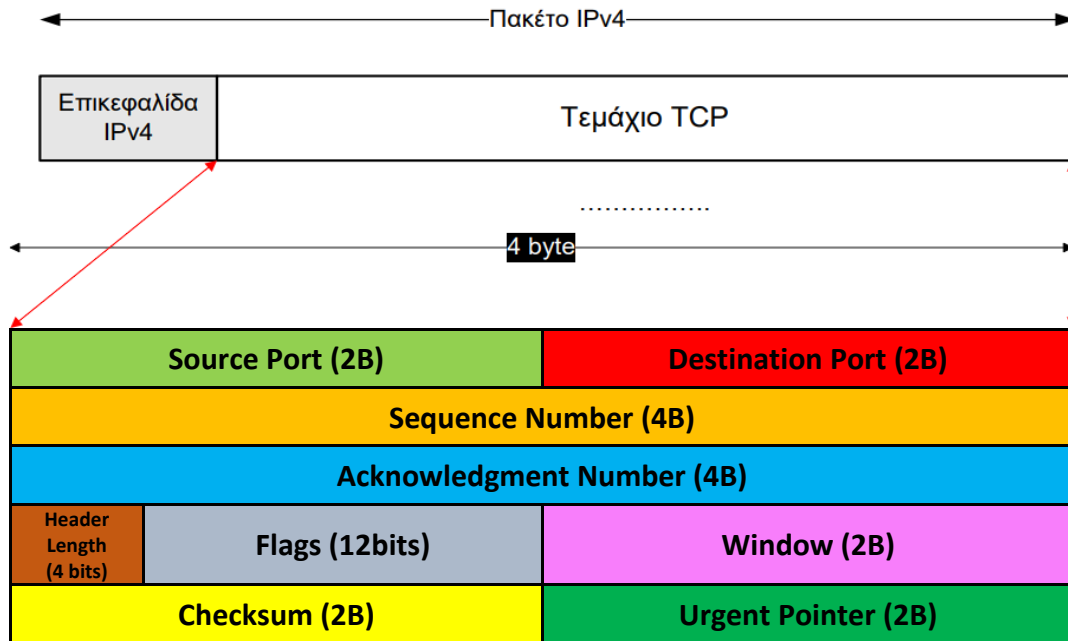 Πακέτο IPv4
Επικεφαλίδα
IPv4
Τεμάχιο TCP
................
4 byte
Source Port (2B)
Destination Port (2B)
Sequence Number (4B)
Acknowledgment Number (4B)
Header
Length
(4 bits)
Flags (12bits)
Window (2B)
Checksum (2B)
Urgent Pointer (2B)